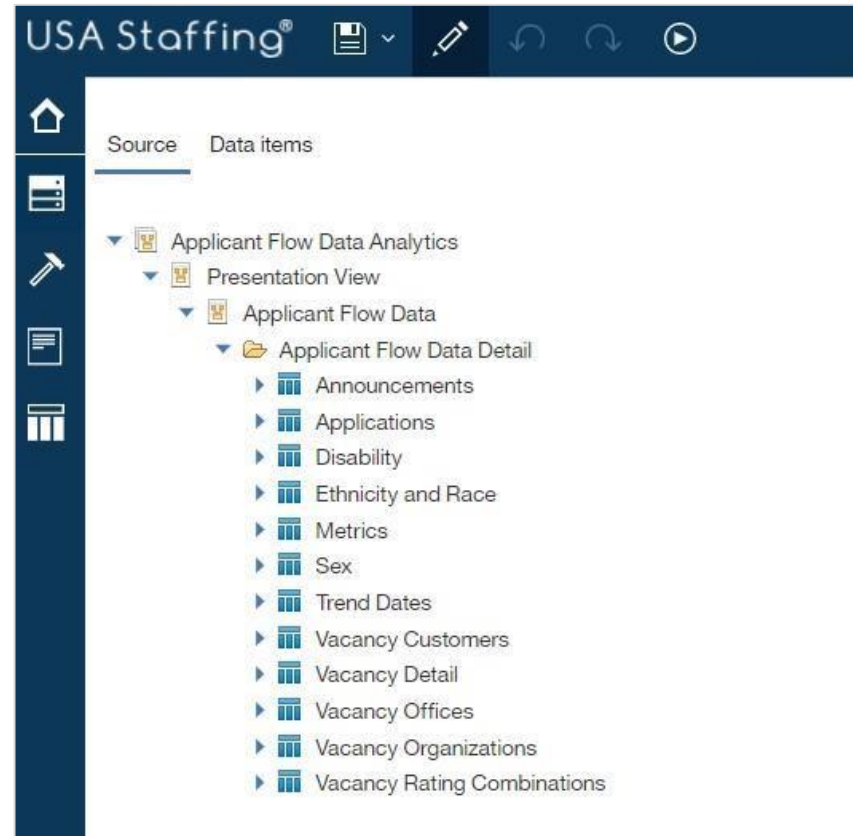 USA Staffing®
Source Data items
Applicant Flow Data Analytics
Presentation View
Applicant Flow Data
Applicant Flow Data Detail
Announcements
Applications
Disability
Ethnicity and Race
Metrics
Sex
Trend Dates
Vacancy Customers
Vacancy Detail
Vacancy Offices
Vacancy Organizations
Vacancy Rating Combinations